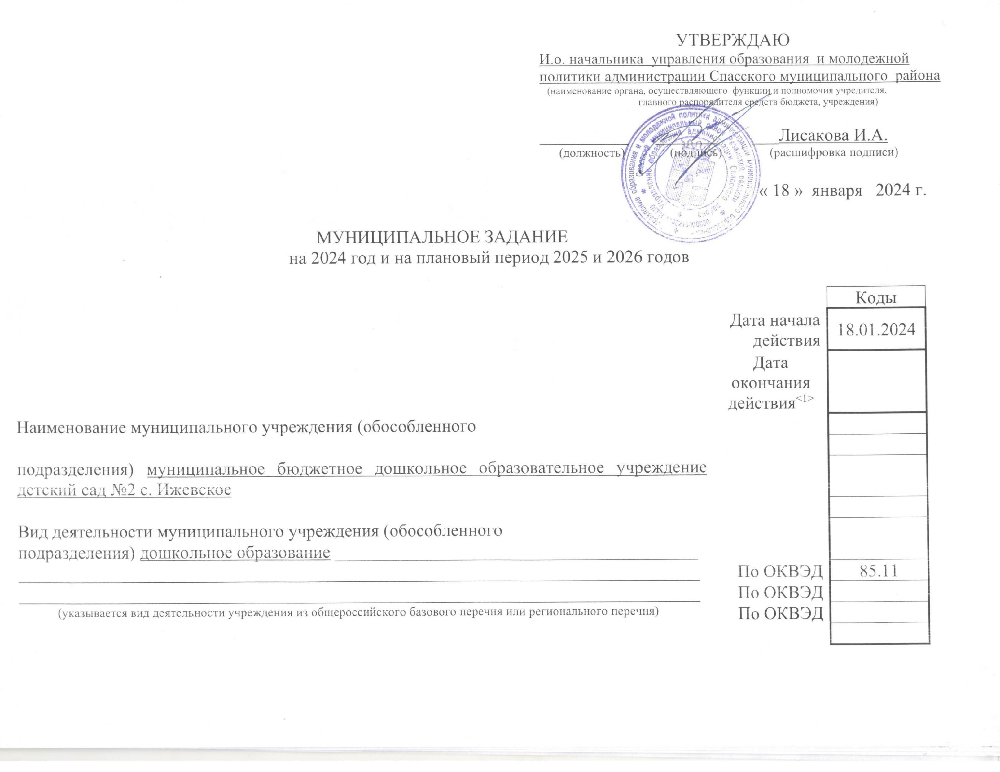 УТВЕРЖДАЮ
И.о. начальника управления образования и молодежной
политики администрации Спасского муниципального района
(наименование органа, осуществляющего функции и полномочия учредителя,
главного распорядителя средств бюджета, учреждения)
Лисакова И.А.
(должность) (подпись) (расшифровка подписи)
« 18 » января 2024 г.
МУНИЦИПАЛЬНОЕ ЗАДАНИЕ
на 2024 год и на плановый период 2025 и 2026 годов
Коды
Дата начала
действия
18.01.2024
Дата
окончания
действия<1>
Наименование муниципального учреждения (обособленного
подразделения) муниципальное бюджетное дошкольное образовательное учреждение
детский сад №2 с. Ижевское
Вид деятельности муниципального учреждения (обособленного
подразделения) дошкольное образование
По ОКВЭД 85.11
По ОКВЭД
(указывается вид деятельности учреждения из общероссийского базового перечня или регионального перечня) По ОКВЭД